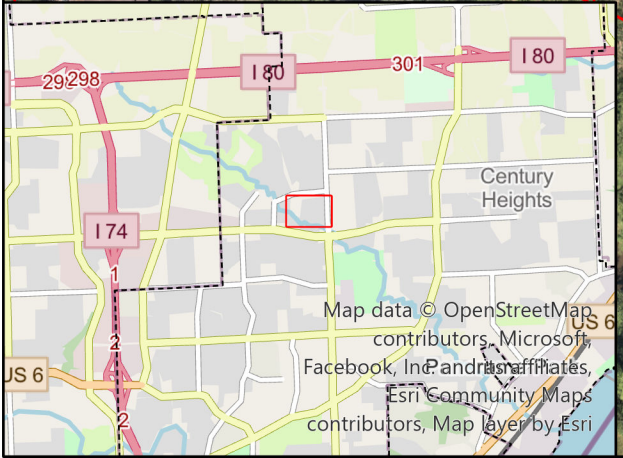 298
I 80
301
I 80
Century
Heights
I 74
1
2
US 6
2
US 6
Map data © OpenStreetMap
contributors, Microsoft,
Facebook, Inc. and its affiliates,
Esri Community Maps
contributors, Map layer by Esri